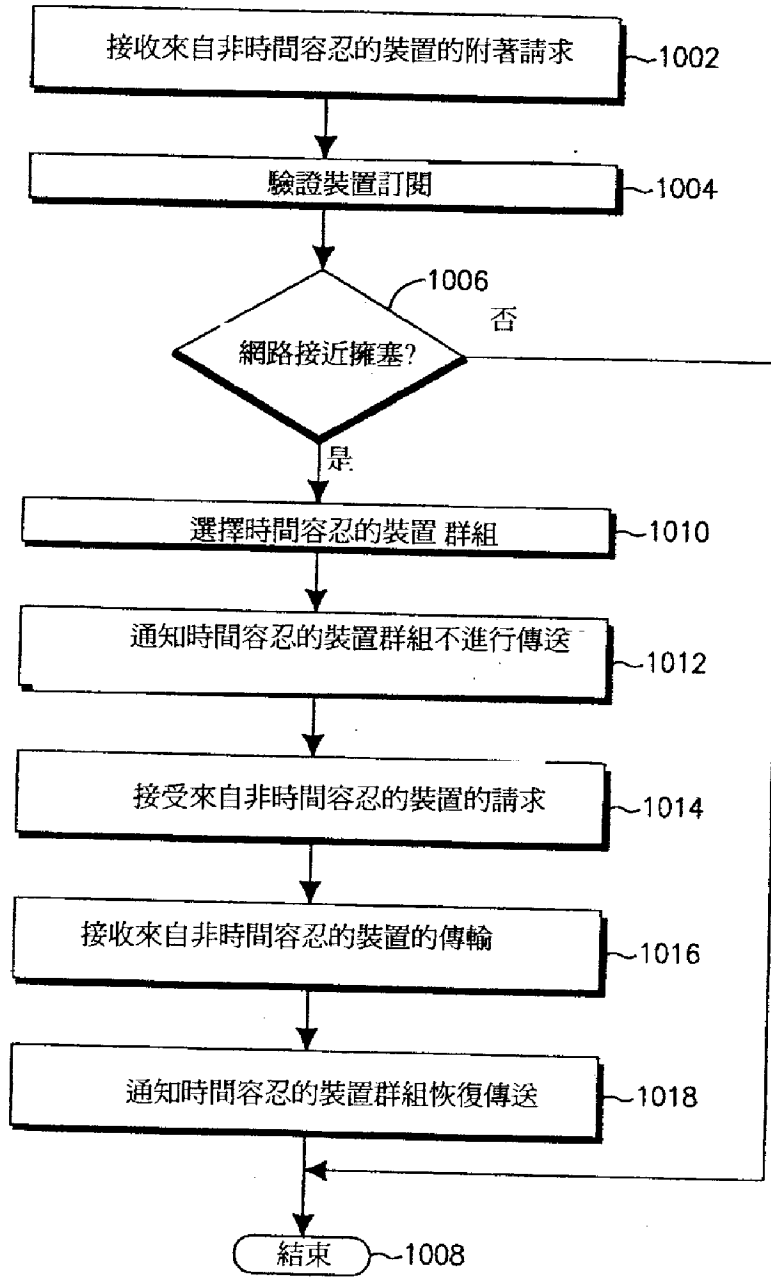 接收來自非時間容忍的裝置的附著請求
1002
驗證裝置訂閱
1004
1006
否
網路接近擁塞?
是
選擇時間容忍的裝置 群組
1010
通知時間容忍的裝置群組不進行傳送
1012
接受來自非時間容忍的裝置的請求
1014
接收來自非時間容忍的裝置的傳輸
1016
通知時間容忍的裝置群組恢復傳送
1018
結束
1008